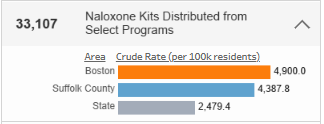 33,107 Naloxone Kits Distributed from
Select Programs
Area Crude Rate (per 100k residents)
Boston 4,900.0
Suffolk County 4,387.8
State 2,479.4